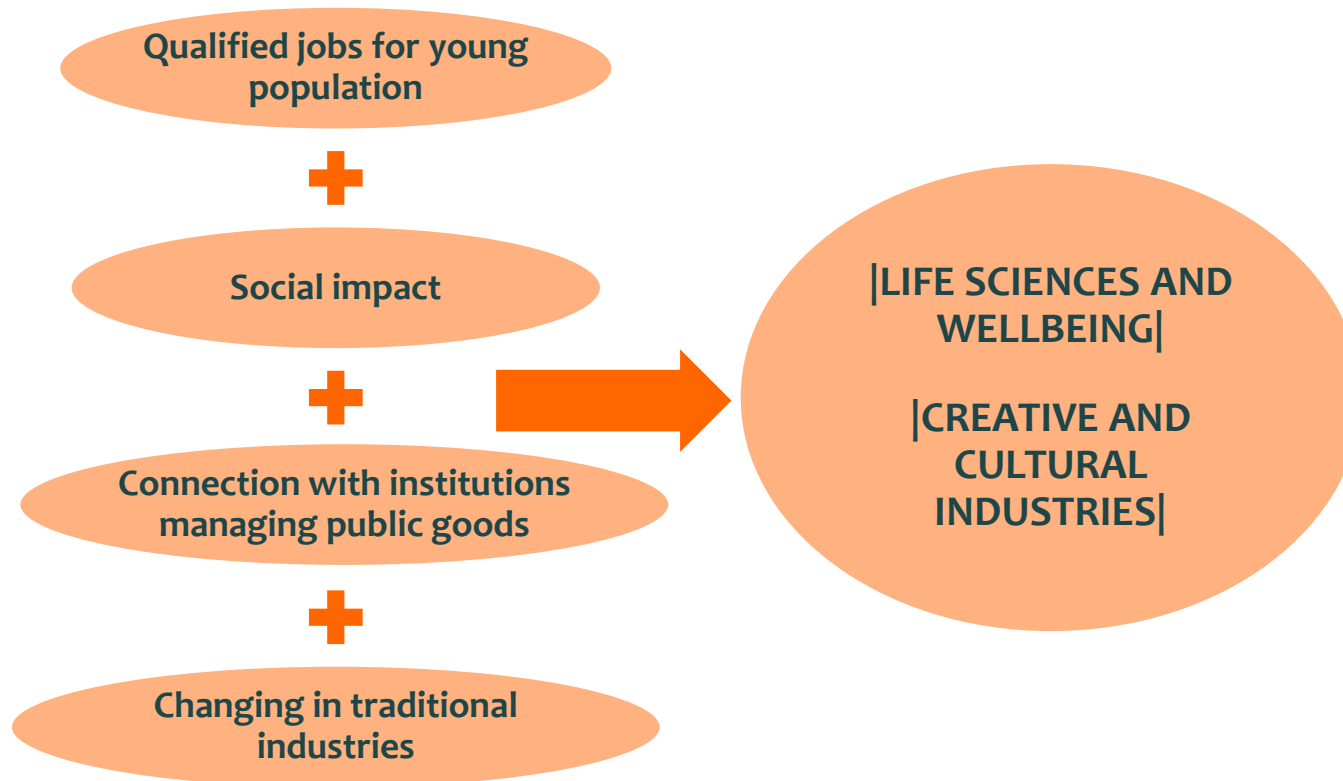 Qualified jobs for young
population
Social impact
Connection with institutions
managing public goods
Changing in traditional
industries
|LIFE SCIENCES AND
WELLBEING|
|CREATIVE AND
CULTURAL
INDUSTRIES|